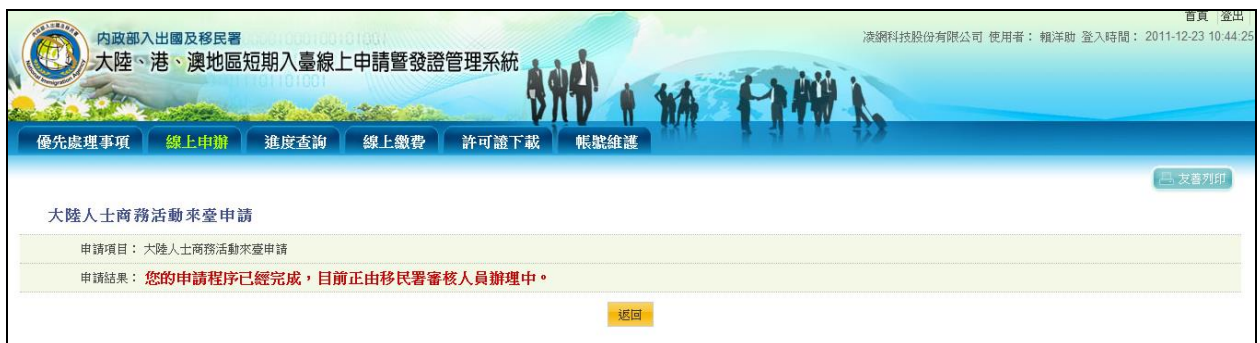 首頁 登出
內政部入出國及移民署
凌網科技股份有限公司 使用者： 賴洋助 登入時間： 2011-12-23 10:44:25
大陸、港、澳地區短期入臺線上申請暨發證管理系統
優先處理事項 線上申辦 進度查詢 線上繳費 許可證下載 帳號維護
友善列印
大陸人士商務活動來臺申請
申請項目： 大陸人士商務活動來臺申請
申請結果： 您的申請程序已經完成，目前正由移民署審核人員辦理中。
返回